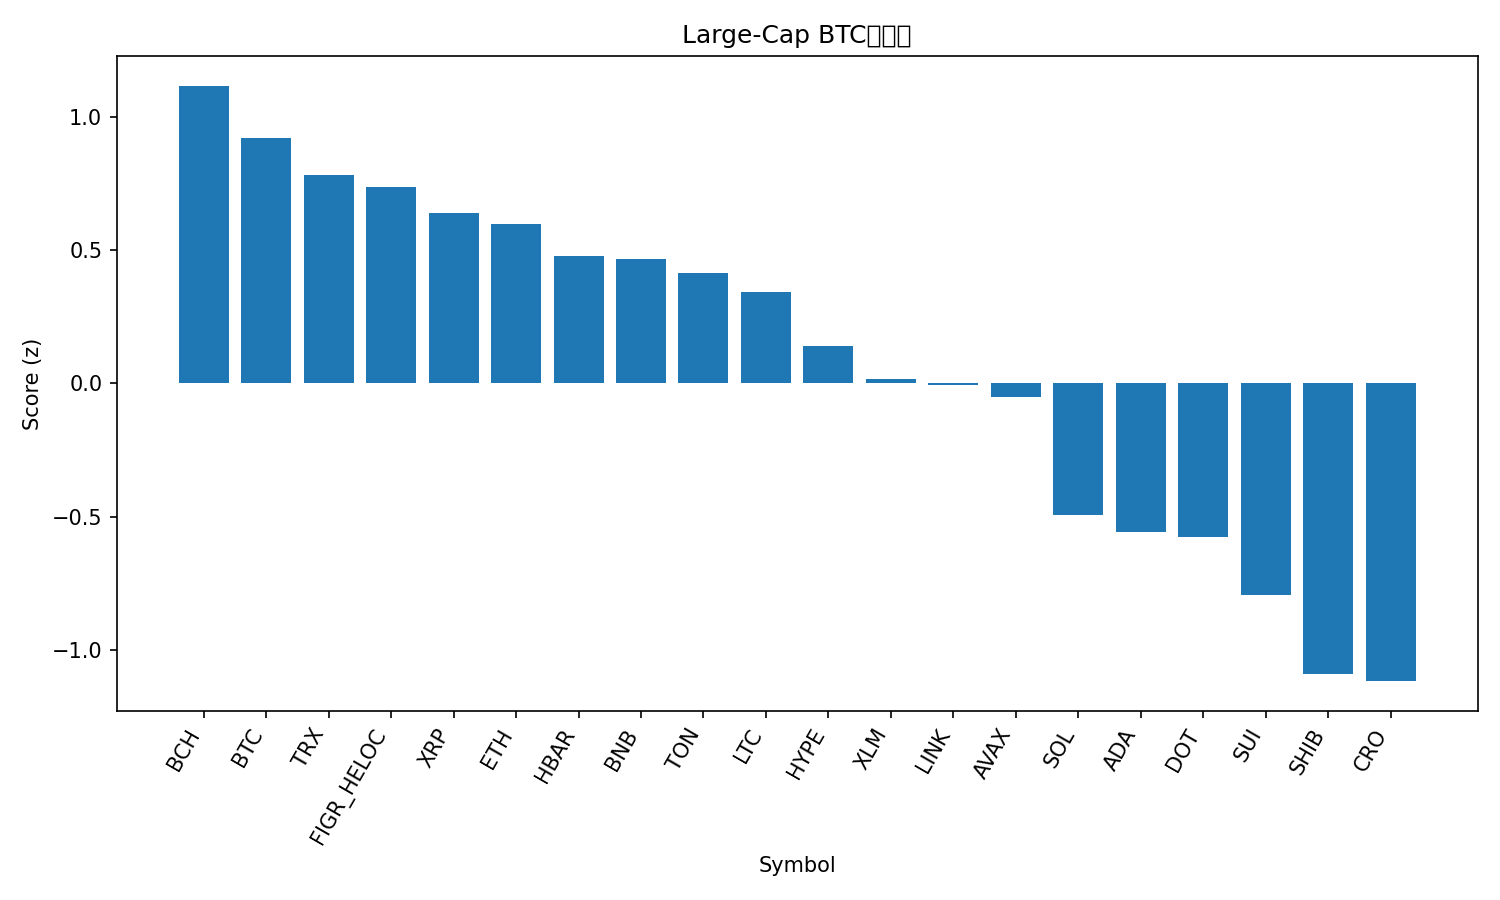 Large-Cap BTC
Score (z)
1.0
0.5
0.0
−0.5
−1.0
BCH
BTC
TRX
FIGR_HELOC
XRP
ETH
HBAR
BNB
TON
LTC
HYPE
XLM
LINK
AVAX
SOL
ADA
DOT
SUI
SHIB
CRO
Symbol